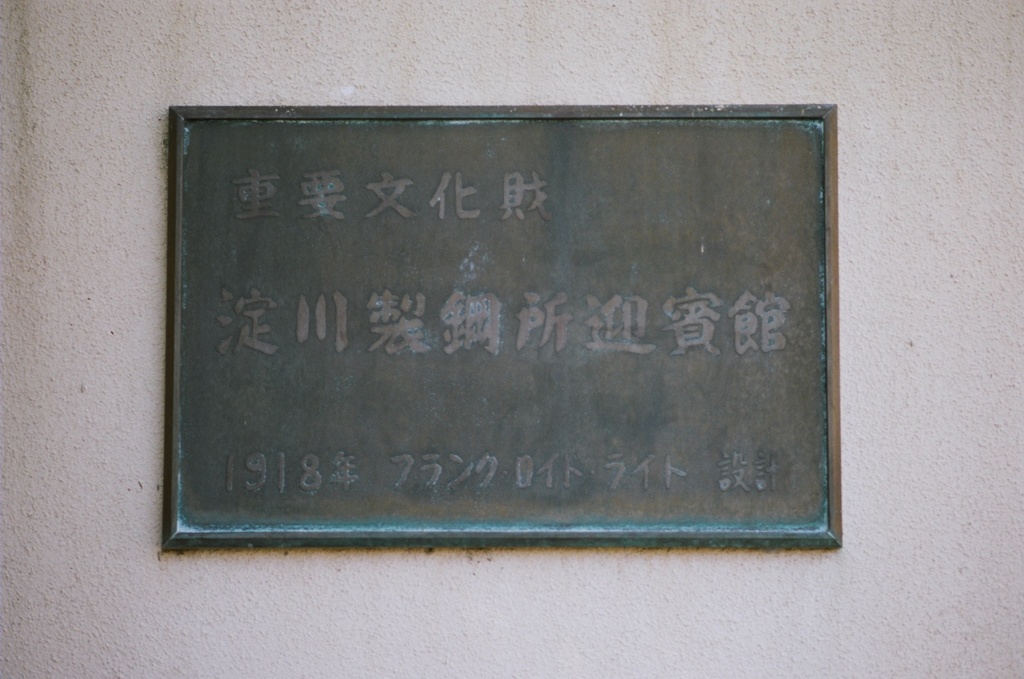 重要文化財
淀川製鋼所迎賓館
1918年 フランク・ロイト・ライト 設計